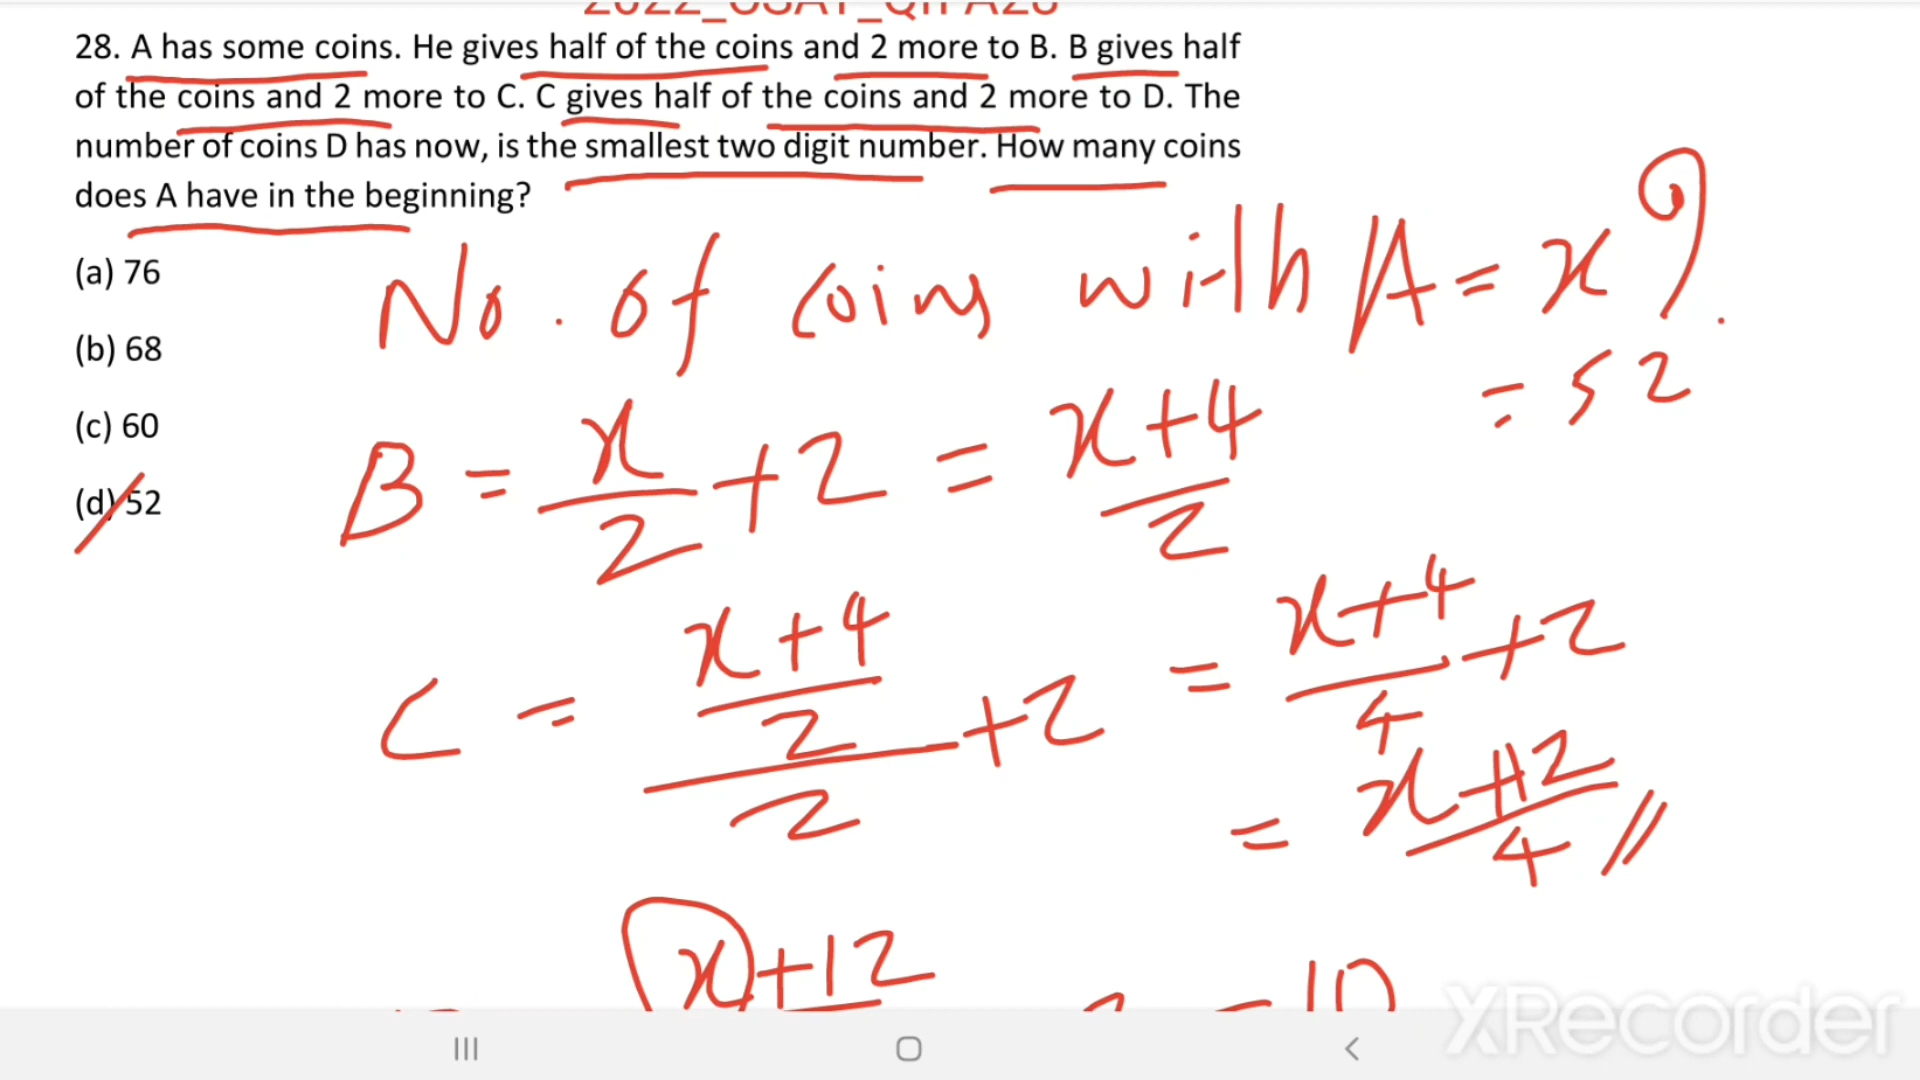 28. A has some coins. He gives half of the coins and 2 more to B. B gives half
of the coins and 2 more to C. C gives half of the coins and 2 more to D. The
number of coins D has now, is the smallest two digit number. How many coins
does A have in the beginning?
(a) 76
(b) 68
(c) 60
(d) 52
No. of coins with A = x ?
= 52
B = x/2 + 2 = x+4/2
C = x+4/2/2 + 2 = x+4/4 + 2
= x+12/4 //
x+12
= 10
XRecorder